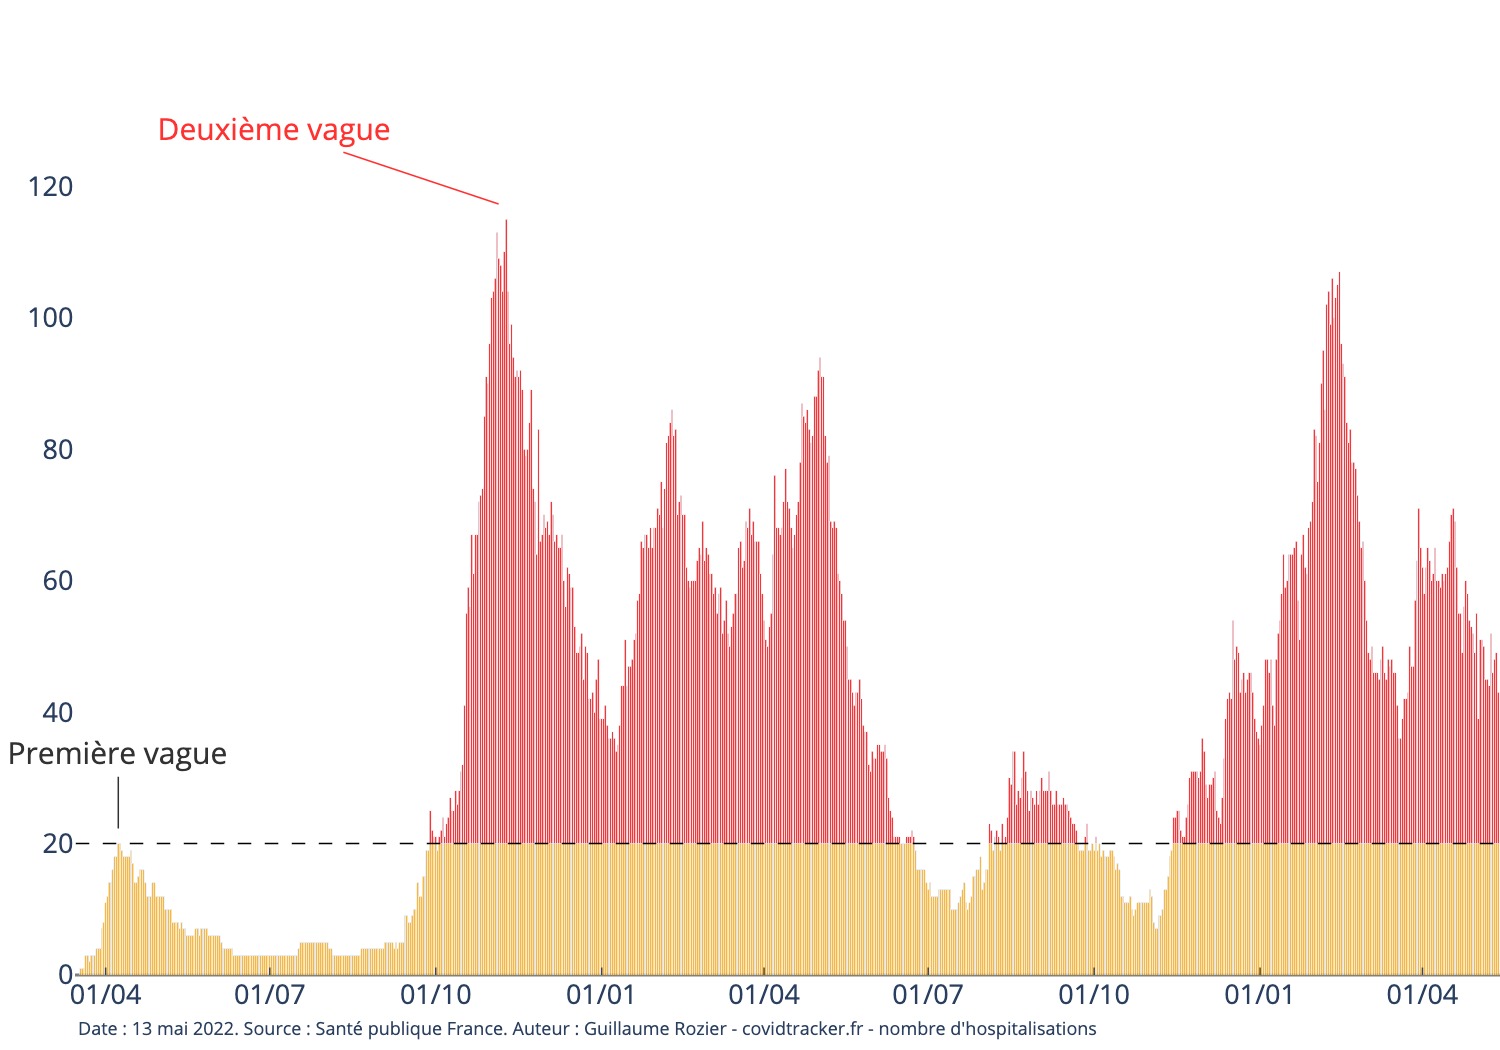 Deuxième vague
120
100
80
60
40
Première vague
20
0
01/04 01/07 01/10 01/01 01/04 01/07 01/10 01/01 01/04
Date : 13 mai 2022. Source : Santé publique France. Auteur : Guillaume Rozier - covidtracker.fr - nombre d'hospitalisations